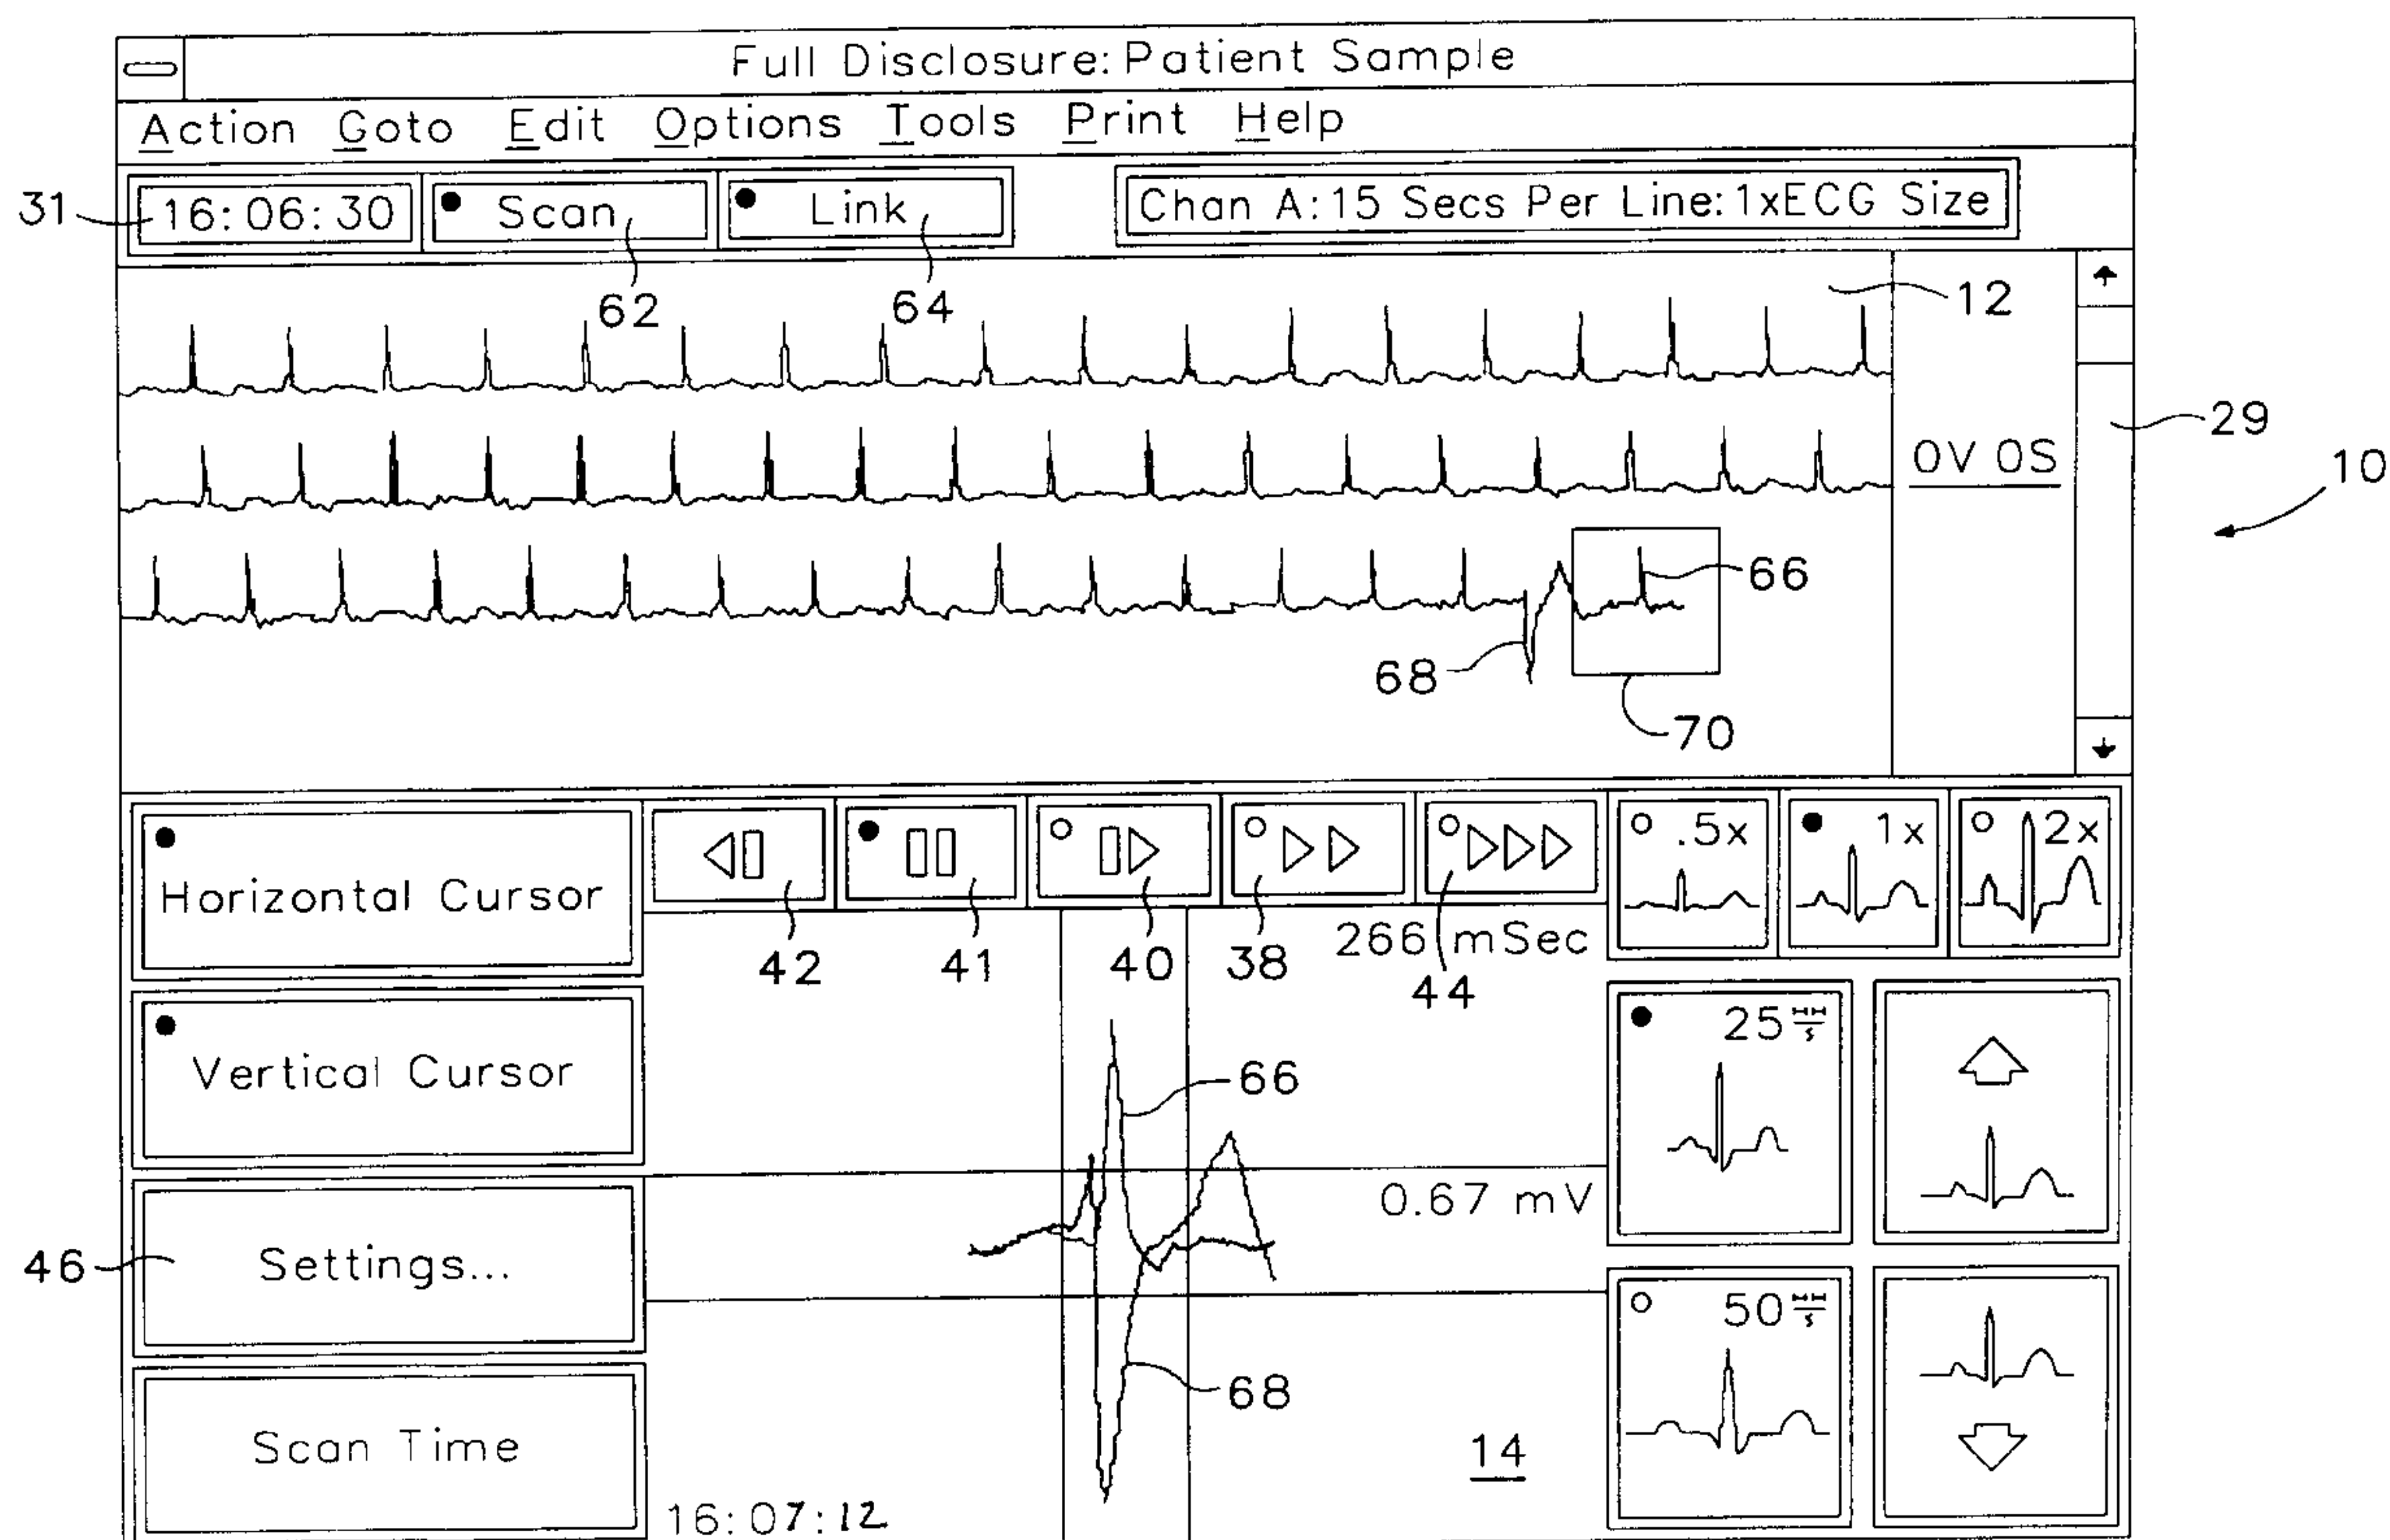 Full Disclosure: Patient Sample
Action Goto Edit Options Tools Print Help
31
16:06:30
Scan
Link
Chan A:15 Secs Per Line:1xECG Size
62
64
12
29
0V 0S
10
66
68
70
.5x
1x
2x
Horizontal Cursor
42
41
40
38
266 mSec
44
25
Vertical Cursor
66
0.67 mV
46
Settings...
50
68
Scan Time
14
16:07:12